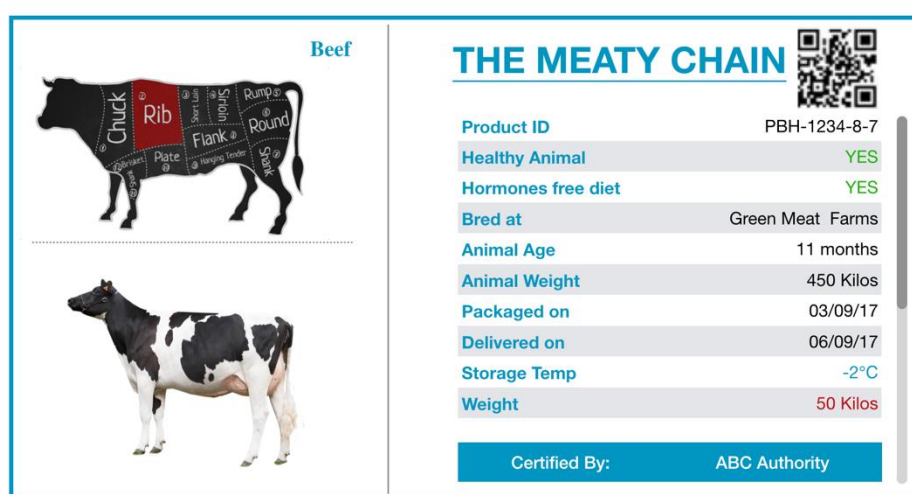 Beef
Chuck
Rib
Short Loin
Sirloin
Rump
Round
Flank
Hanging Tender
Plate
Brisket
Shank
Shank
THE MEATY CHAIN
Product ID PBH-1234-8-7
Healthy Animal YES
Hormones free diet YES
Bred at Green Meat Farms
Animal Age 11 months
Animal Weight 450 Kilos
Packaged on 03/09/17
Delivered on 06/09/17
Storage Temp -2°C
Weight 50 Kilos
Certified By: ABC Authority